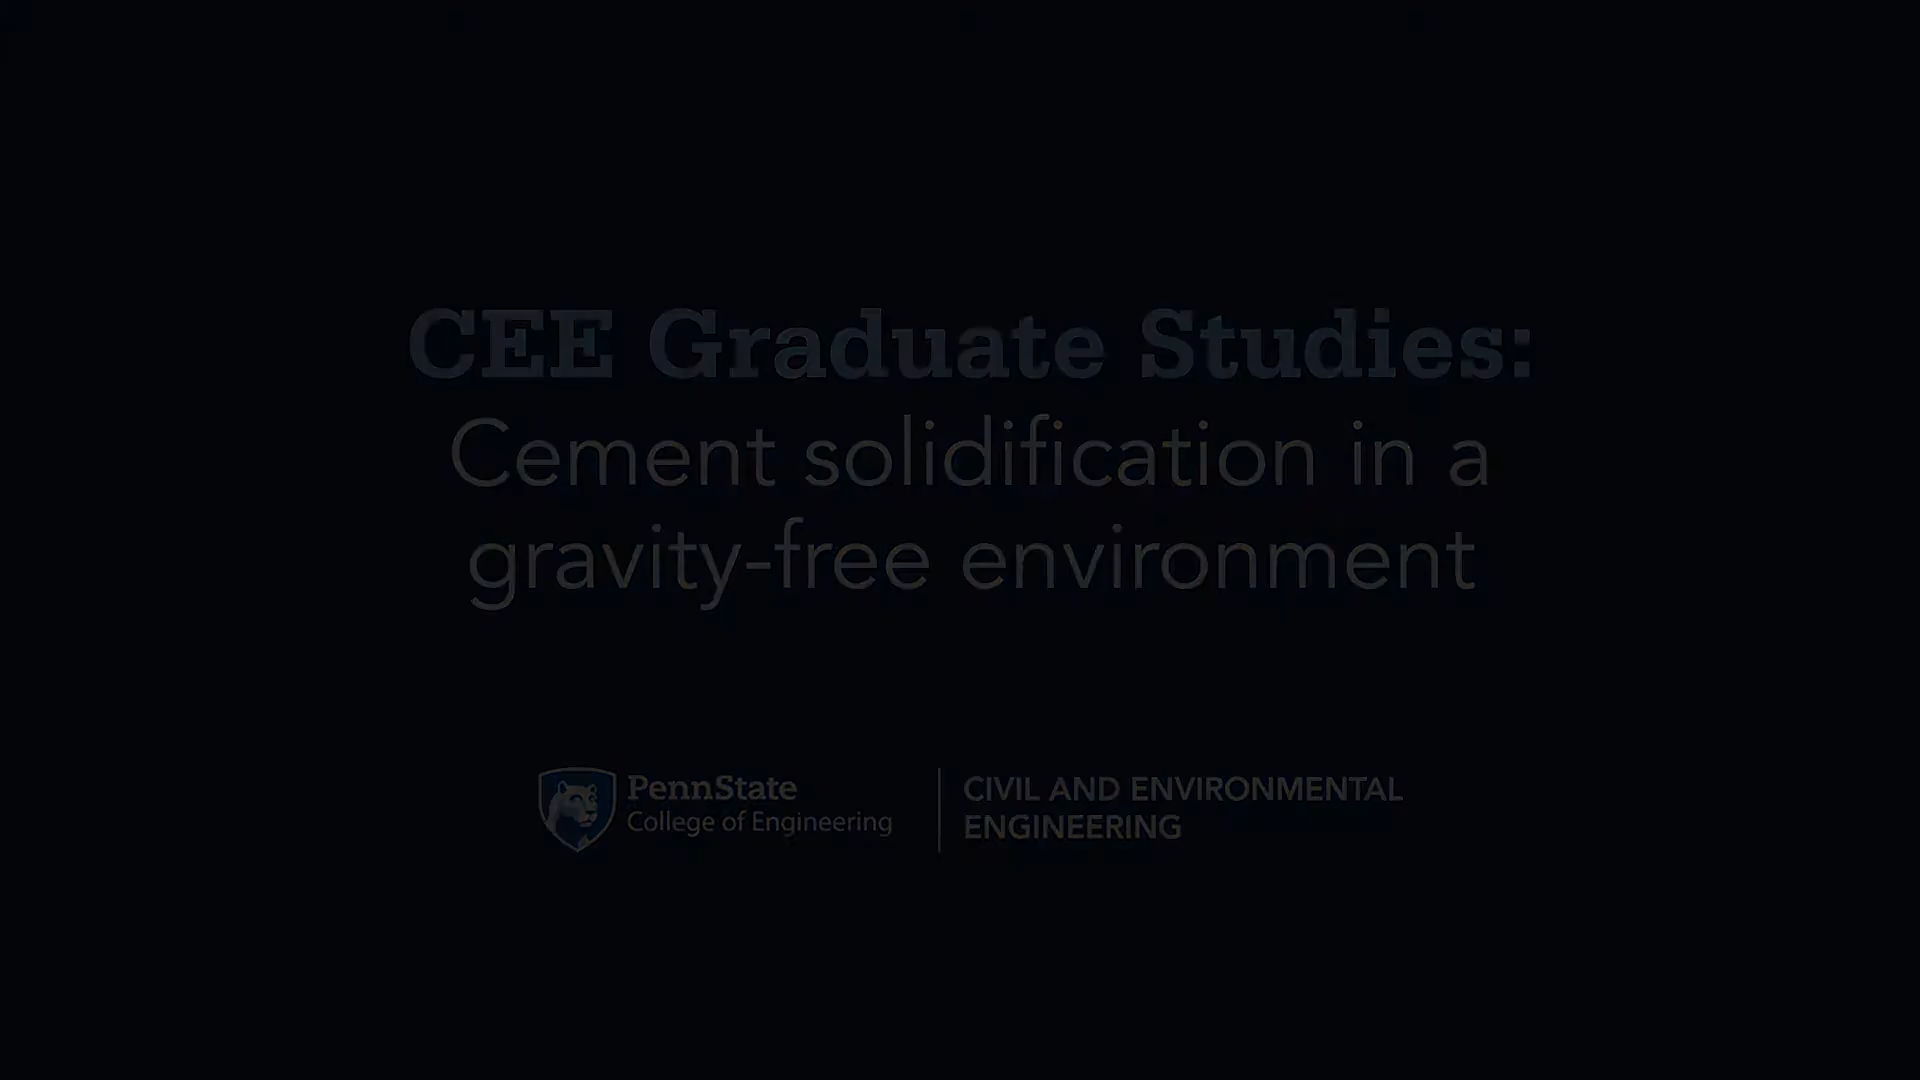 CEE Graduate Studies:
Cement solidification in a
gravity-free environment
PennState
College of Engineering
CIVIL AND ENVIRONMENTAL
ENGINEERING